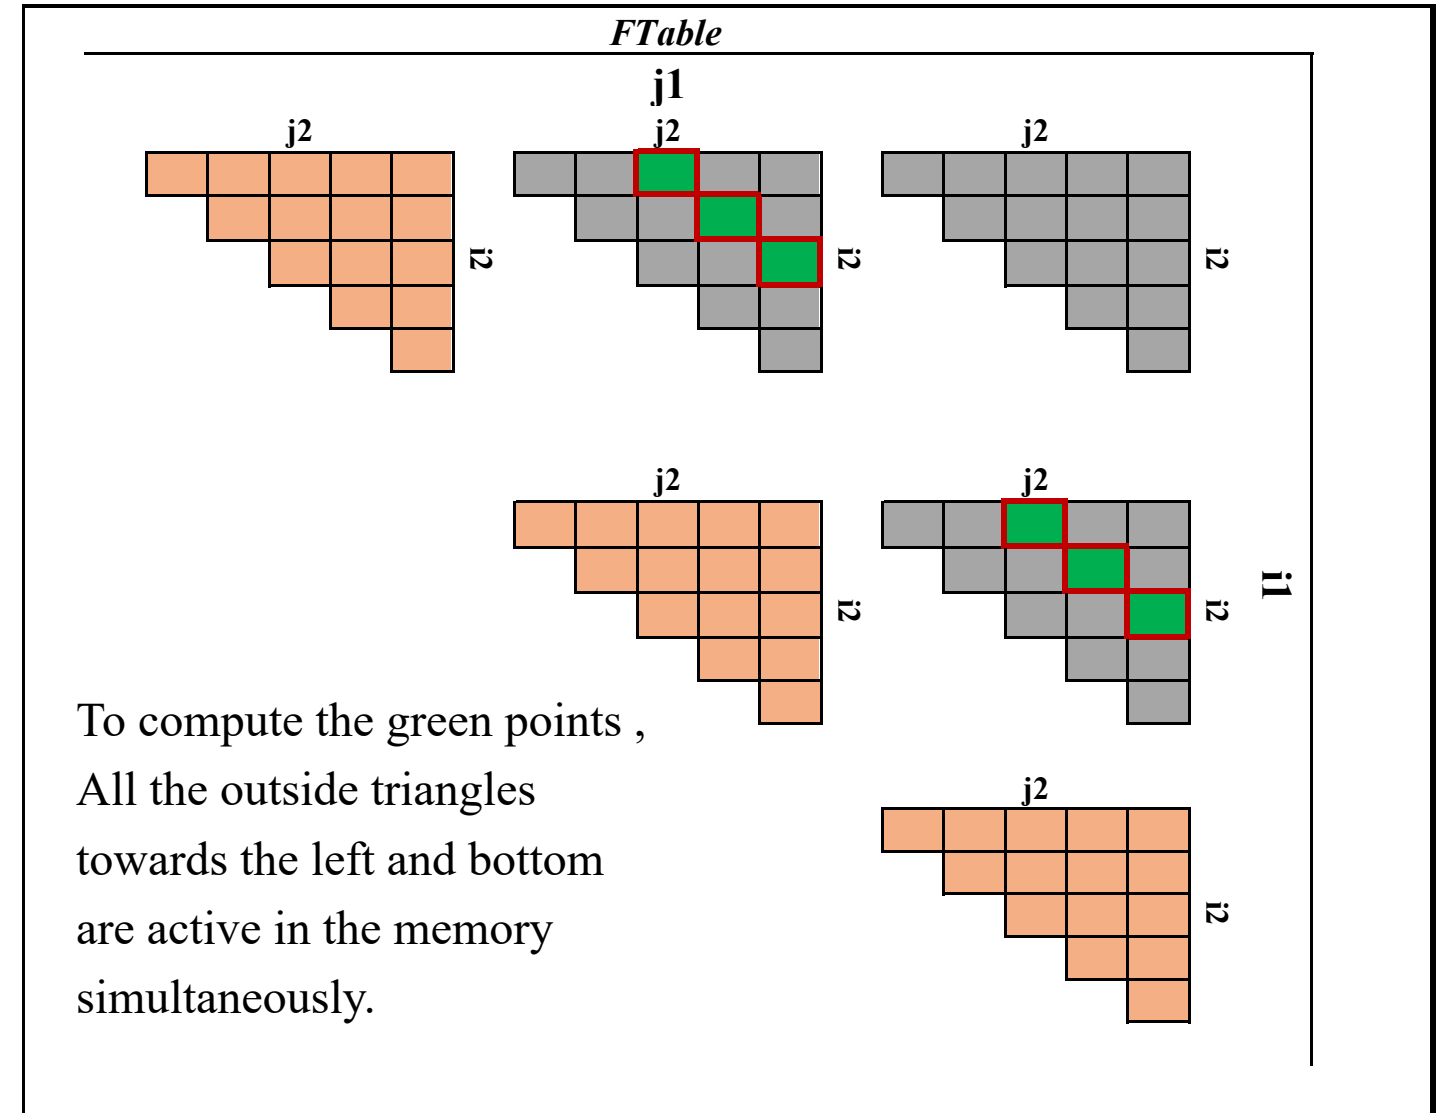 FTable
j1
j2 j2 j2
i2 i2 i2
j2 j2
i1
i2 i2
To compute the green points ,
All the outside triangles
towards the left and bottom
are active in the memory
simultaneously.
j2
i2